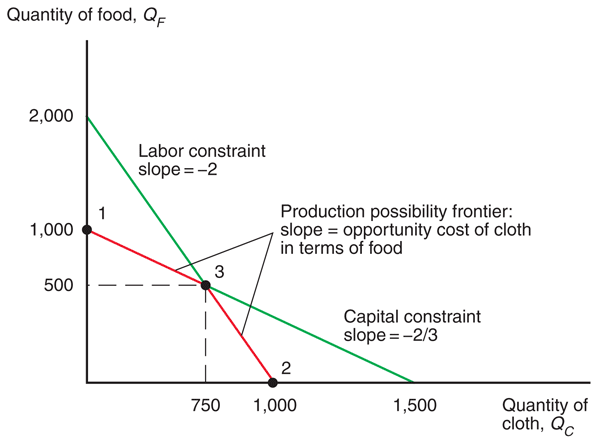 Quantity of food, Q_F
2,000
Labor constraint
slope = –2
1
Production possibility frontier:
slope = opportunity cost of cloth
in terms of food
1,000
3
500
Capital constraint
slope = –2/3
2
750
1,000
1,500
Quantity of
cloth, Q_C